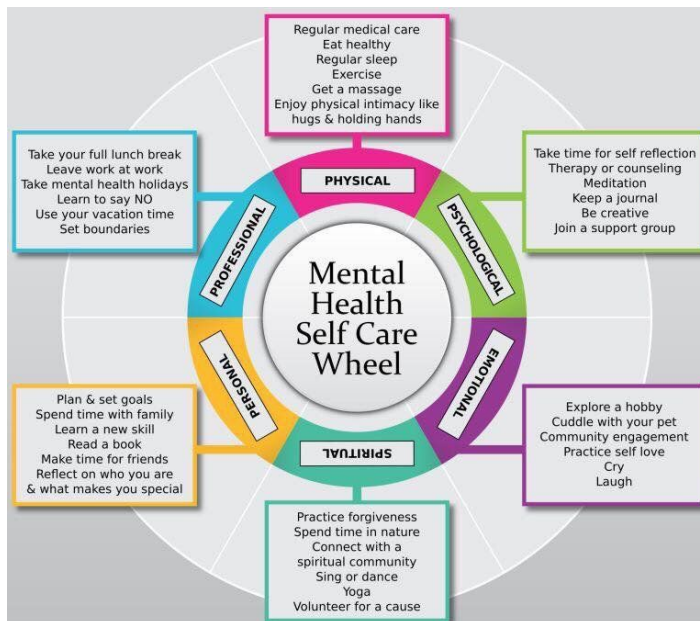 Regular medical care
Eat healthy
Regular sleep
Exercise
Get a massage
Enjoy physical intimacy like
hugs & holding hands
PHYSICAL
Take time for self reflection
Therapy or counseling
Meditation
Keep a journal
Be creative
Join a support group
PSYCHOLOGICAL
Explore a hobby
Cuddle with your pet
Community engagement
Practice self love
Cry
Laugh
EMOTIONAL
Practice forgiveness
Spend time in nature
Connect with a
spiritual community
Sing or dance
Yoga
Volunteer for a cause
SPIRITUAL
Plan & set goals
Spend time with family
Learn a new skill
Read a book
Make time for friends
Reflect on who you are
& what makes you special
PERSONAL
Take your full lunch break
Leave work at work
Take mental health holidays
Learn to say NO
Use your vacation time
Set boundaries
PROFESSIONAL
Mental
Health
Self Care
Wheel